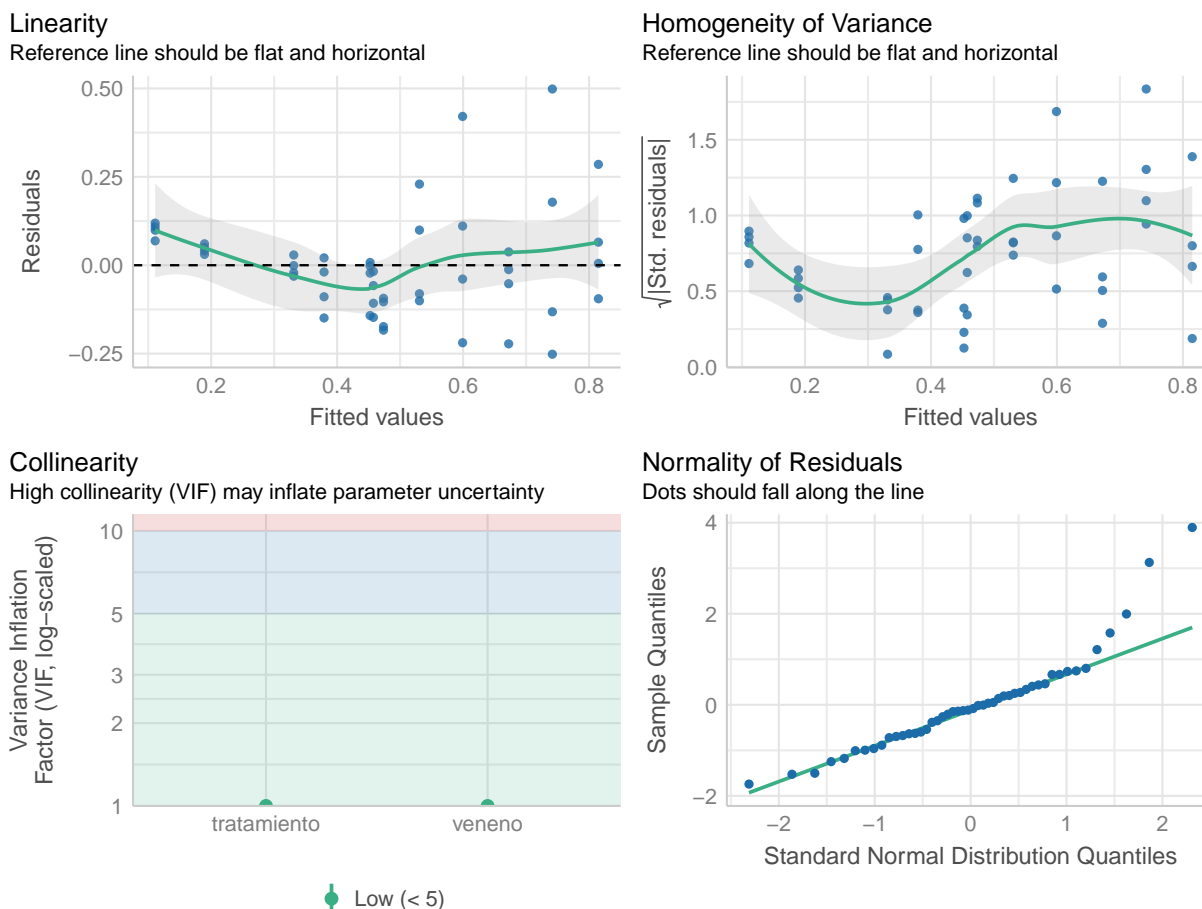 Linearity
Reference line should be flat and horizontal
0.50
0.25
0.00
−0.25
Residuals
0.2
0.4
0.6
0.8
Fitted values
Homogeneity of Variance
Reference line should be flat and horizontal
1.5
1.0
0.5
0.0
√|Std. residuals|
0.2
0.4
0.6
0.8
Fitted values
Collinearity
High collinearity (VIF) may inflate parameter uncertainty
10
5
3
2
1
Variance Inflation
Factor (VIF, log−scaled)
tratamiento
veneno
Low (< 5)
Normality of Residuals
Dots should fall along the line
4
2
0
−2
Sample Quantiles
−2
−1
0
1
2
Standard Normal Distribution Quantiles